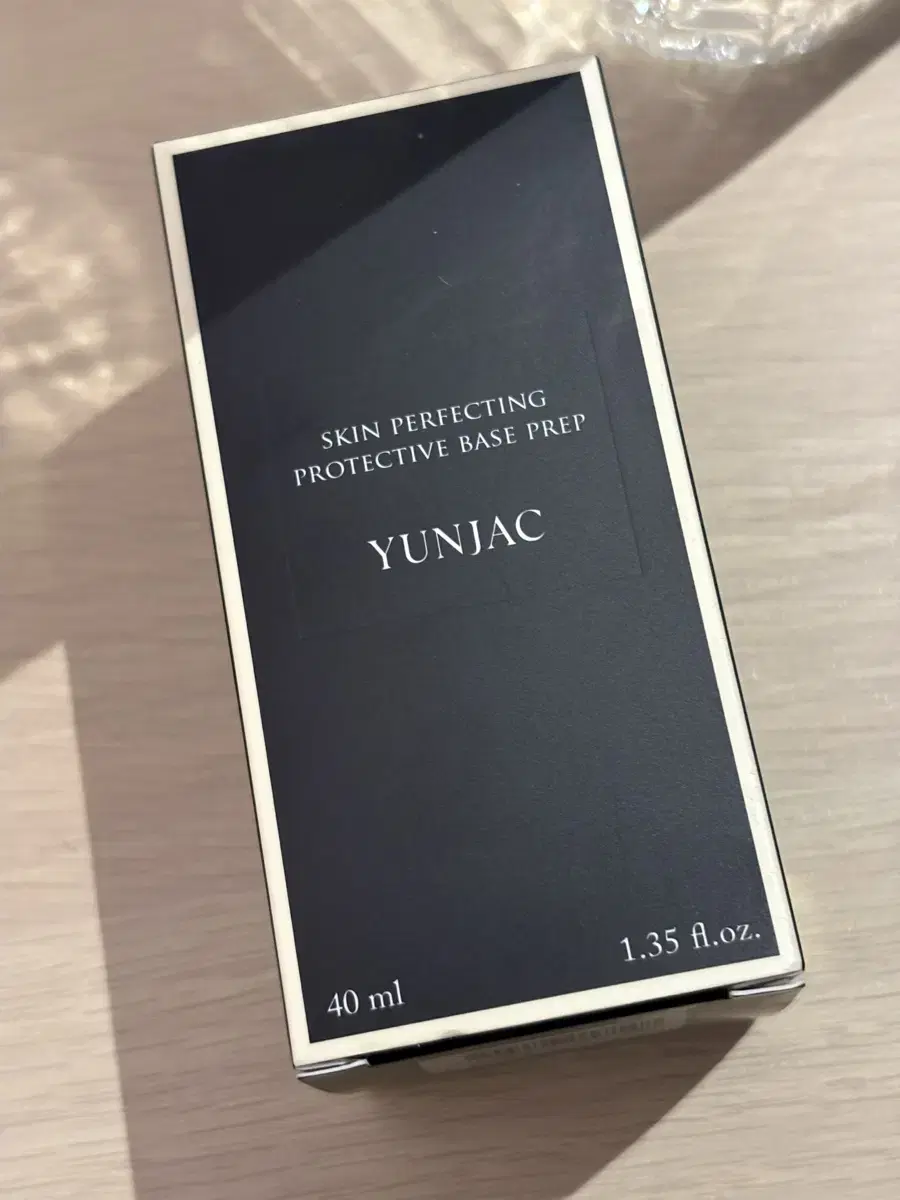 SKIN PERFECTING
PROTECTIVE BASE PREP
YUNJAC
40 ml
1.35 fl.oz.